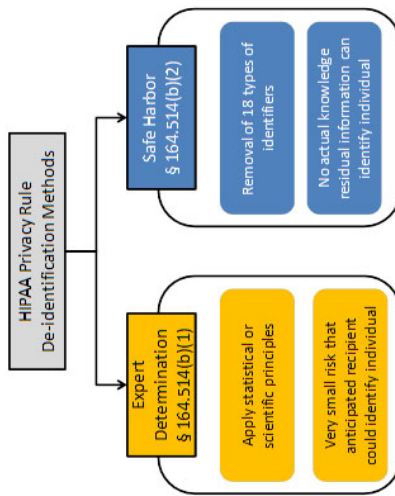 HIPAA Privacy Rule
De-identification Methods
Expert
Determination
§ 164.514(b)(1)
Apply statistical or
scientific principles
Very small risk that
anticipated recipient
could identify individual
Safe Harbor
§ 164.514(b)(2)
Removal of 18 types of
identifiers
No actual knowledge
residual information can
identify individual